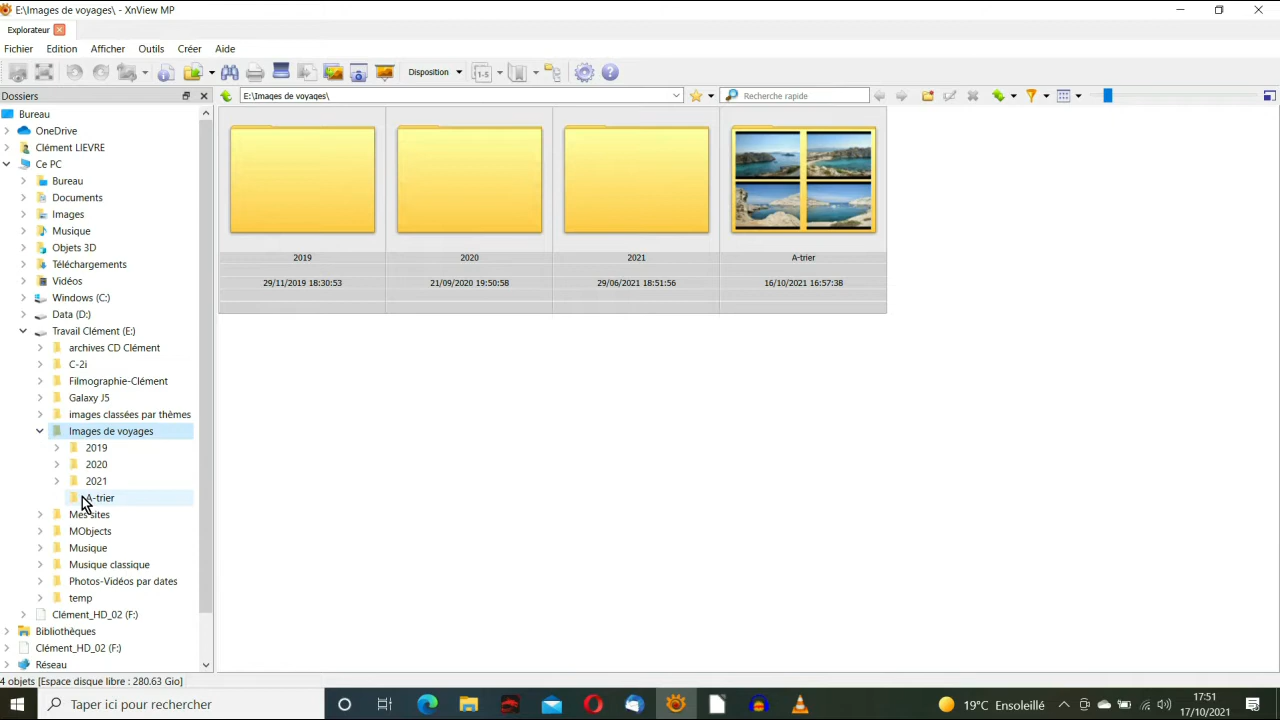 E:\Images de voyages\ - XnView MP
Explorateur
Fichier Edition Afficher Outils Créer Aide
Disposition
1-5
Dossiers
E:\Images de voyages\
Recherche rapide
Bureau
OneDrive
Clément LIEVRE
Ce PC
Bureau
Documents
Images
Musique
Objets 3D
Téléchargements
Vidéos
Windows (C:)
Data (D:)
Travail Clément (E:)
archives CD Clément
C-2i
Filmographie-Clément
Galaxy J5
images classées par thèmes
Images de voyages
2019
2020
2021
A-trier
Mes sites
MObjects
Musique
Musique classique
Photos-Vidéos par dates
temp
Clément_HD_02 (F:)
Bibliothèques
Clément_HD_02 (F:)
Réseau
2019 2020 2021 A-trier
29/11/2019 18:30:53 21/09/2020 19:50:58 29/06/2021 18:51:56 16/10/2021 16:57:38
4 objets [Espace disque libre : 280.63 Gio]
Taper ici pour rechercher
19°C Ensoleillé
17:51
17/10/2021